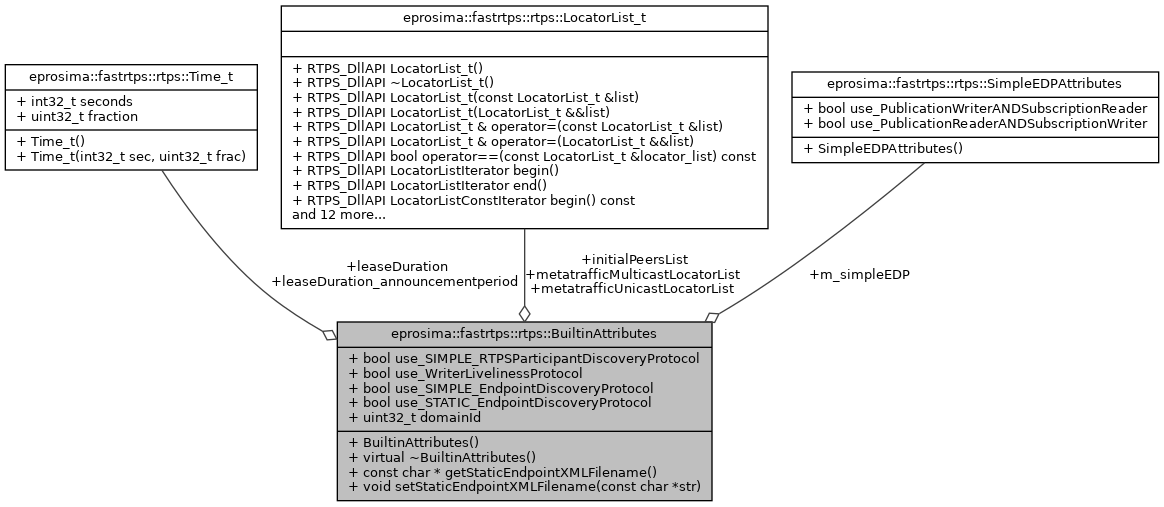 eprosima::fastrtps::rtps::LocatorList_t
+ RTPS_DllAPI LocatorList_t()
+ RTPS_DllAPI ~LocatorList_t()
+ RTPS_DllAPI LocatorList_t(const LocatorList_t &list)
+ RTPS_DllAPI LocatorList_t(LocatorList_t &&list)
+ RTPS_DllAPI LocatorList_t & operator=(const LocatorList_t &list)
+ RTPS_DllAPI LocatorList_t & operator=(LocatorList_t &&list)
+ RTPS_DllAPI bool operator==(const LocatorList_t &locator_list) const
+ RTPS_DllAPI LocatorListIterator begin()
+ RTPS_DllAPI LocatorListIterator end()
+ RTPS_DllAPI LocatorListConstIterator begin() const
and 12 more...
eprosima::fastrtps::rtps::Time_t
+ int32_t seconds
+ uint32_t fraction
+ Time_t()
+ Time_t(int32_t sec, uint32_t frac)
eprosima::fastrtps::rtps::SimpleEDPAttributes
+ bool use_PublicationWriterANDSubscriptionReader
+ bool use_PublicationReaderANDSubscriptionWriter
+ SimpleEDPAttributes()
+leaseDuration
+leaseDuration_announcementperiod
+initialPeersList
+metatrafficMulticastLocatorList
+metatrafficUnicastLocatorList
+m_simpleEDP
eprosima::fastrtps::rtps::BuiltinAttributes
+ bool use_SIMPLE_RTPSParticipantDiscoveryProtocol
+ bool use_WriterLivelinessProtocol
+ bool use_SIMPLE_EndpointDiscoveryProtocol
+ bool use_STATIC_EndpointDiscoveryProtocol
+ uint32_t domainId
+ BuiltinAttributes()
+ virtual ~BuiltinAttributes()
+ const char * getStaticEndpointXMLFilename()
+ void setStaticEndpointXMLFilename(const char *str)